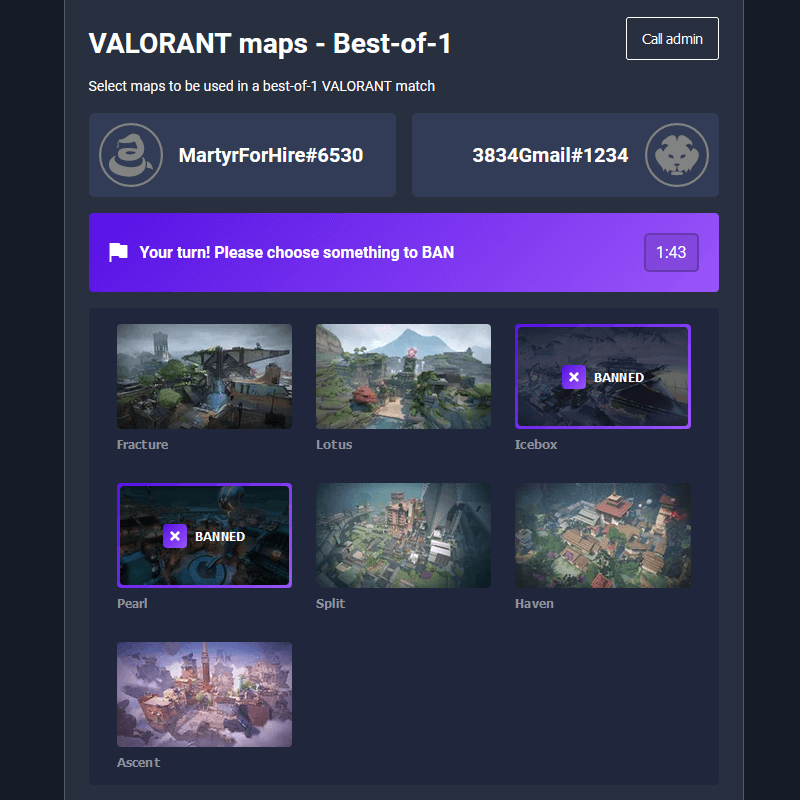 VALORANT maps - Best-of-1
Call admin
Select maps to be used in a best-of-1 VALORANT match
MartyrForHire#6530
3834Gmail#1234
Your turn! Please choose something to BAN
1:43
BANNED
Fracture
Lotus
Icebox
BANNED
Pearl
Split
Haven
Ascent